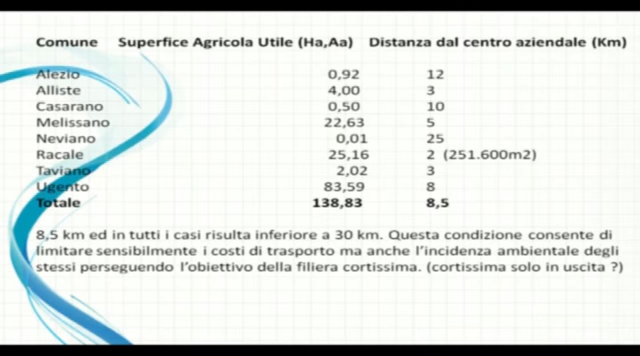 Comune Superfice Agricola Utile (Ha,Aa) Distanza dal centro aziendale (Km)
Alezio 0,92 12
Alliste 4,00 3
Casarano 0,50 10
Melissano 22,63 5
Neviano 0,01 25
Racale 25,16 2 (251.600m2)
Taviano 2,02 3
Ugento 83,59 8
Totale 138,83 8,5
8,5 km ed in tutti i casi risulta inferiore a 30 km. Questa condizione consente di
limitare sensibilmente i costi di trasporto ma anche l'incidenza ambientale degli
stessi perseguendo l'obiettivo della filiera cortissima. (cortissima solo in uscita ?)